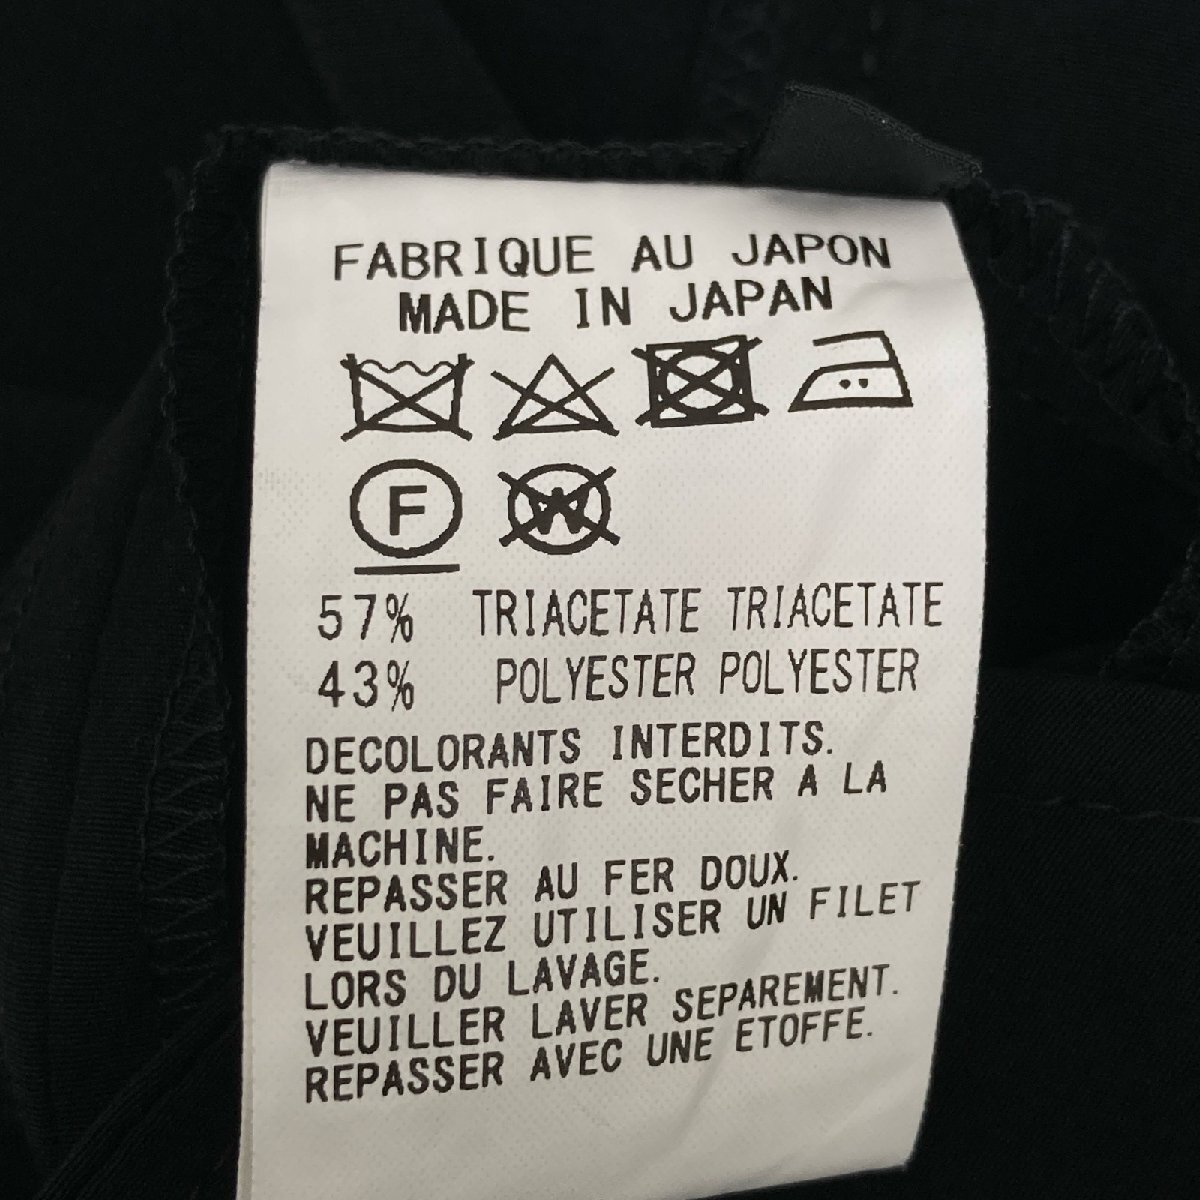 FABRIQUE AU JAPON
MADE IN JAPAN
F W
57% TRIACETATE TRIACETATE
43% POLYESTER POLYESTER
DECOLORANTS INTERDITS.
NE PAS FAIRE SECHER A LA
MACHINE.
REPASSER AU FER DOUX.
VEUILLEZ UTILISER UN FILET
LORS DU LAVAGE.
VEUILLER LAVER SEPAREMENT.
REPASSER AVEC UNE ETOFFE.